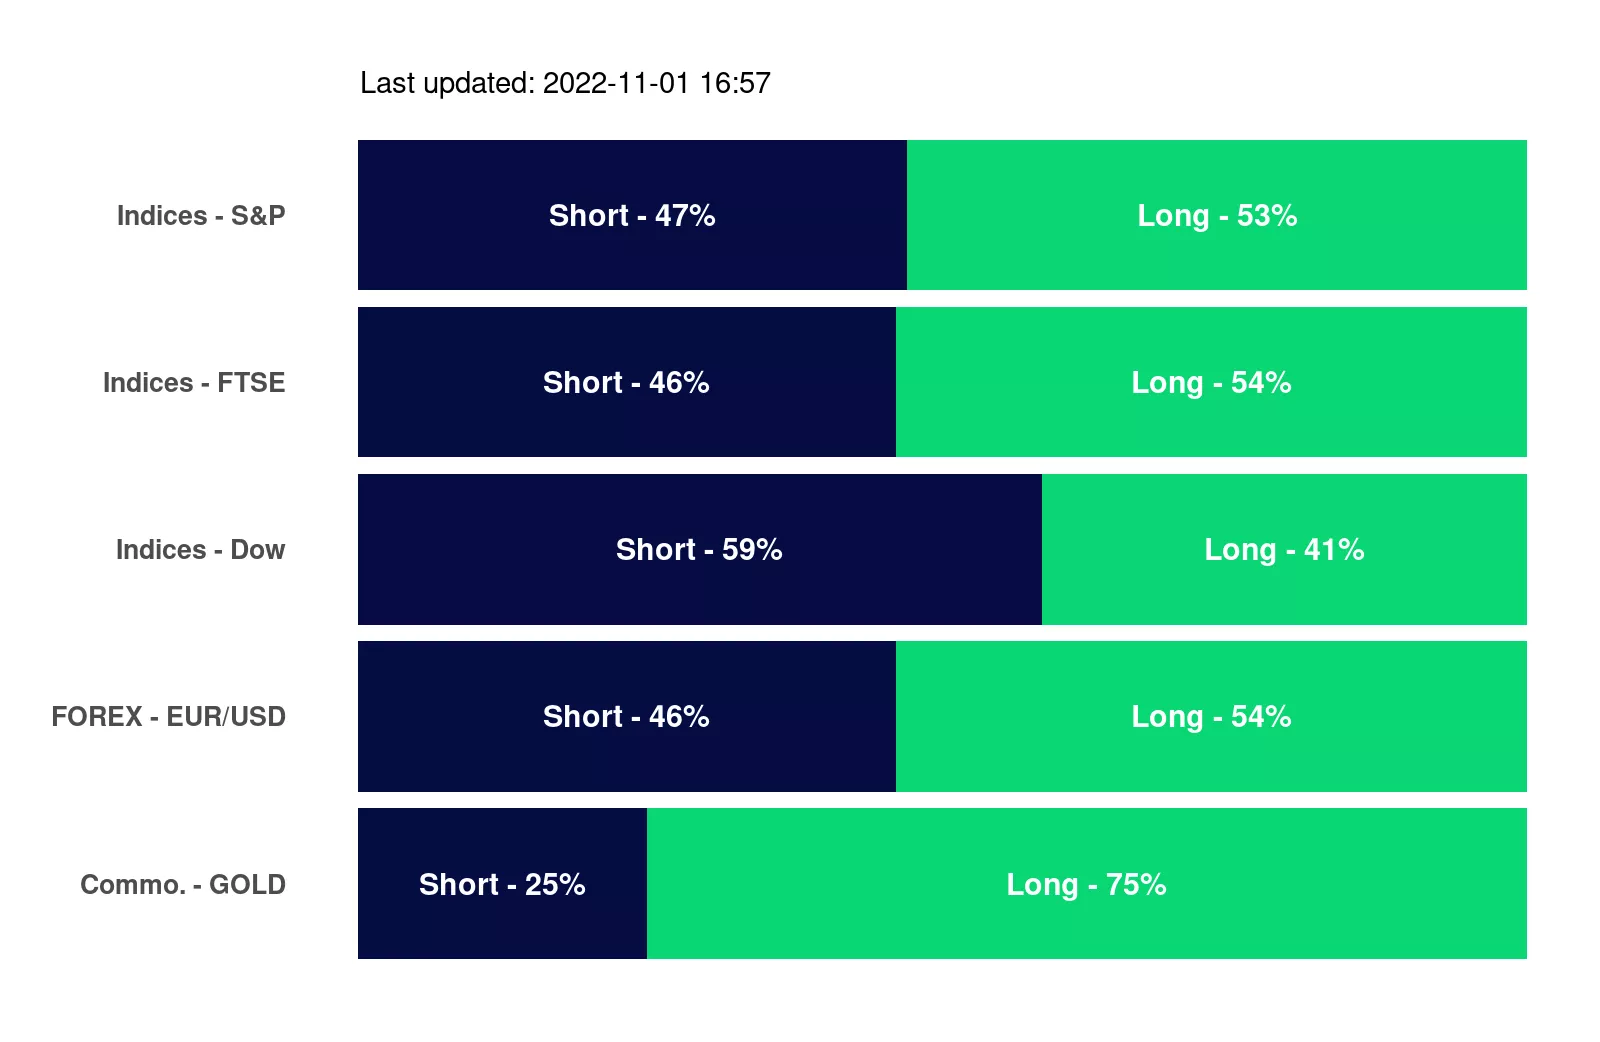 Last updated: 2022-11-01 16:57
Indices - S&P Short - 47% Long - 53%
Indices - FTSE Short - 46% Long - 54%
Indices - Dow Short - 59% Long - 41%
FOREX - EUR/USD Short - 46% Long - 54%
Commo. - GOLD Short - 25% Long - 75%